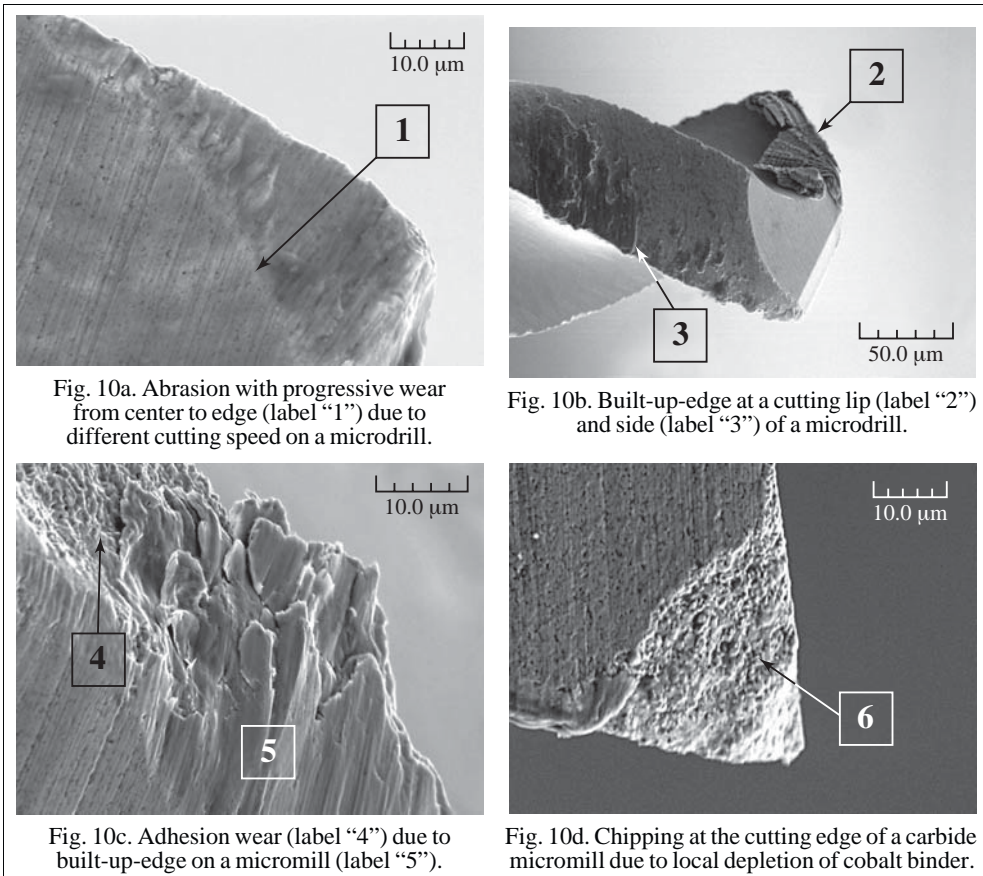 10.0 μm
1
Fig. 10a. Abrasion with progressive wear
from center to edge (label “1”) due to
different cutting speed on a microdrill.
2
3
50.0 μm
Fig. 10b. Built-up-edge at a cutting lip (label “2”)
and side (label “3”) of a microdrill.
10.0 μm
4
5
Fig. 10c. Adhesion wear (label “4”) due to
built-up-edge on a micromill (label “5”).
10.0 μm
6
Fig. 10d. Chipping at the cutting edge of a carbide
micromill due to local depletion of cobalt binder.